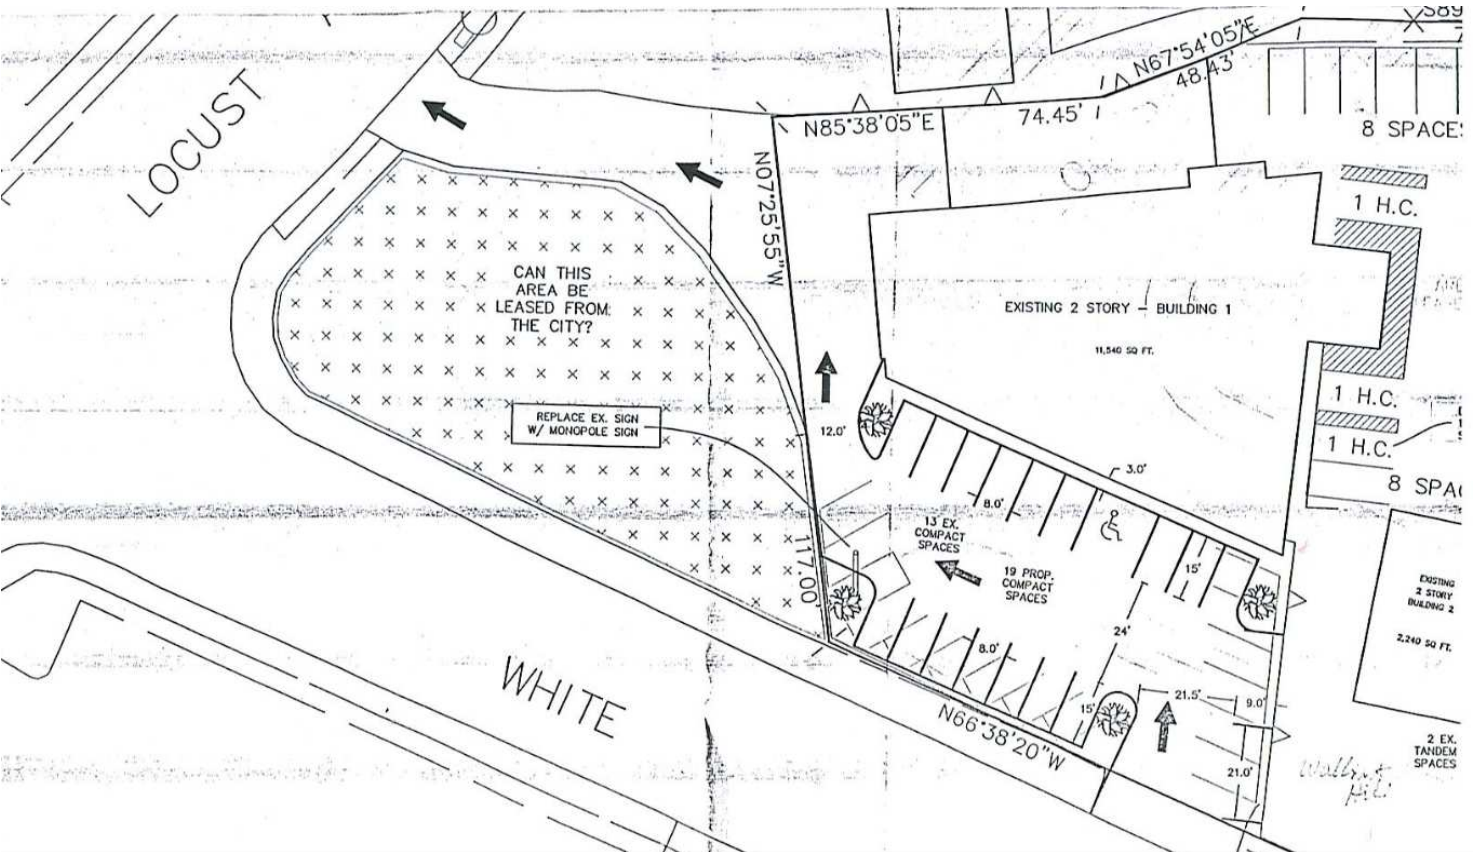 S89
N67°54'05"E
48.43'
LOCUST
N85°38'05"E
74.45'
8 SPACE
1 H.C.
N07°25'55"W
117.00'
CAN THIS
AREA BE
LEASED FROM
THE CITY?
EXISTING 2 STORY - BUILDING 1
11,540 SQ FT.
1 H.C.
1 H.C.
8 SPA
REPLACE EX. SIGN
W/ MONOPOLE SIGN
12.0'
3.0'
8.0'
13 EX.
COMPACT
SPACES
19 PROP.
COMPACT
SPACES
15'
24'
8.0'
15'
21.5'
9.0'
21.0'
EXISTING
2 STORY
BUILDING 2
2,240 SQ FT.
WHITE
N66°38'20"W
2 EX.
TANDEM
SPACES